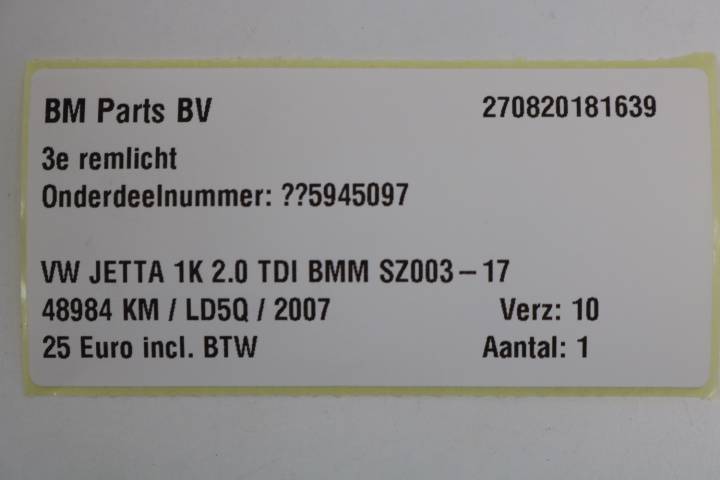 BM Parts BV 270820181639
3e remlicht
Onderdeelnummer: ??5945097
VW JETTA 1K 2.0 TDI BMM SZ003-17
48984 KM / LD5Q / 2007 Verz: 10
25 Euro incl. BTW Aantal: 1